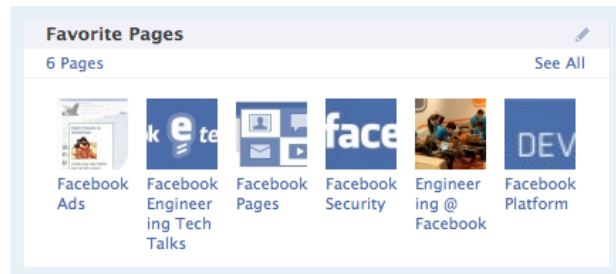 Favorite Pages
6 Pages
See All
k e te
face
DEV
Facebook
Ads
Facebook
Engineer
ing Tech
Talks
Facebook
Pages
Facebook
Security
Engineer
ing @
Facebook
Facebook
Platform